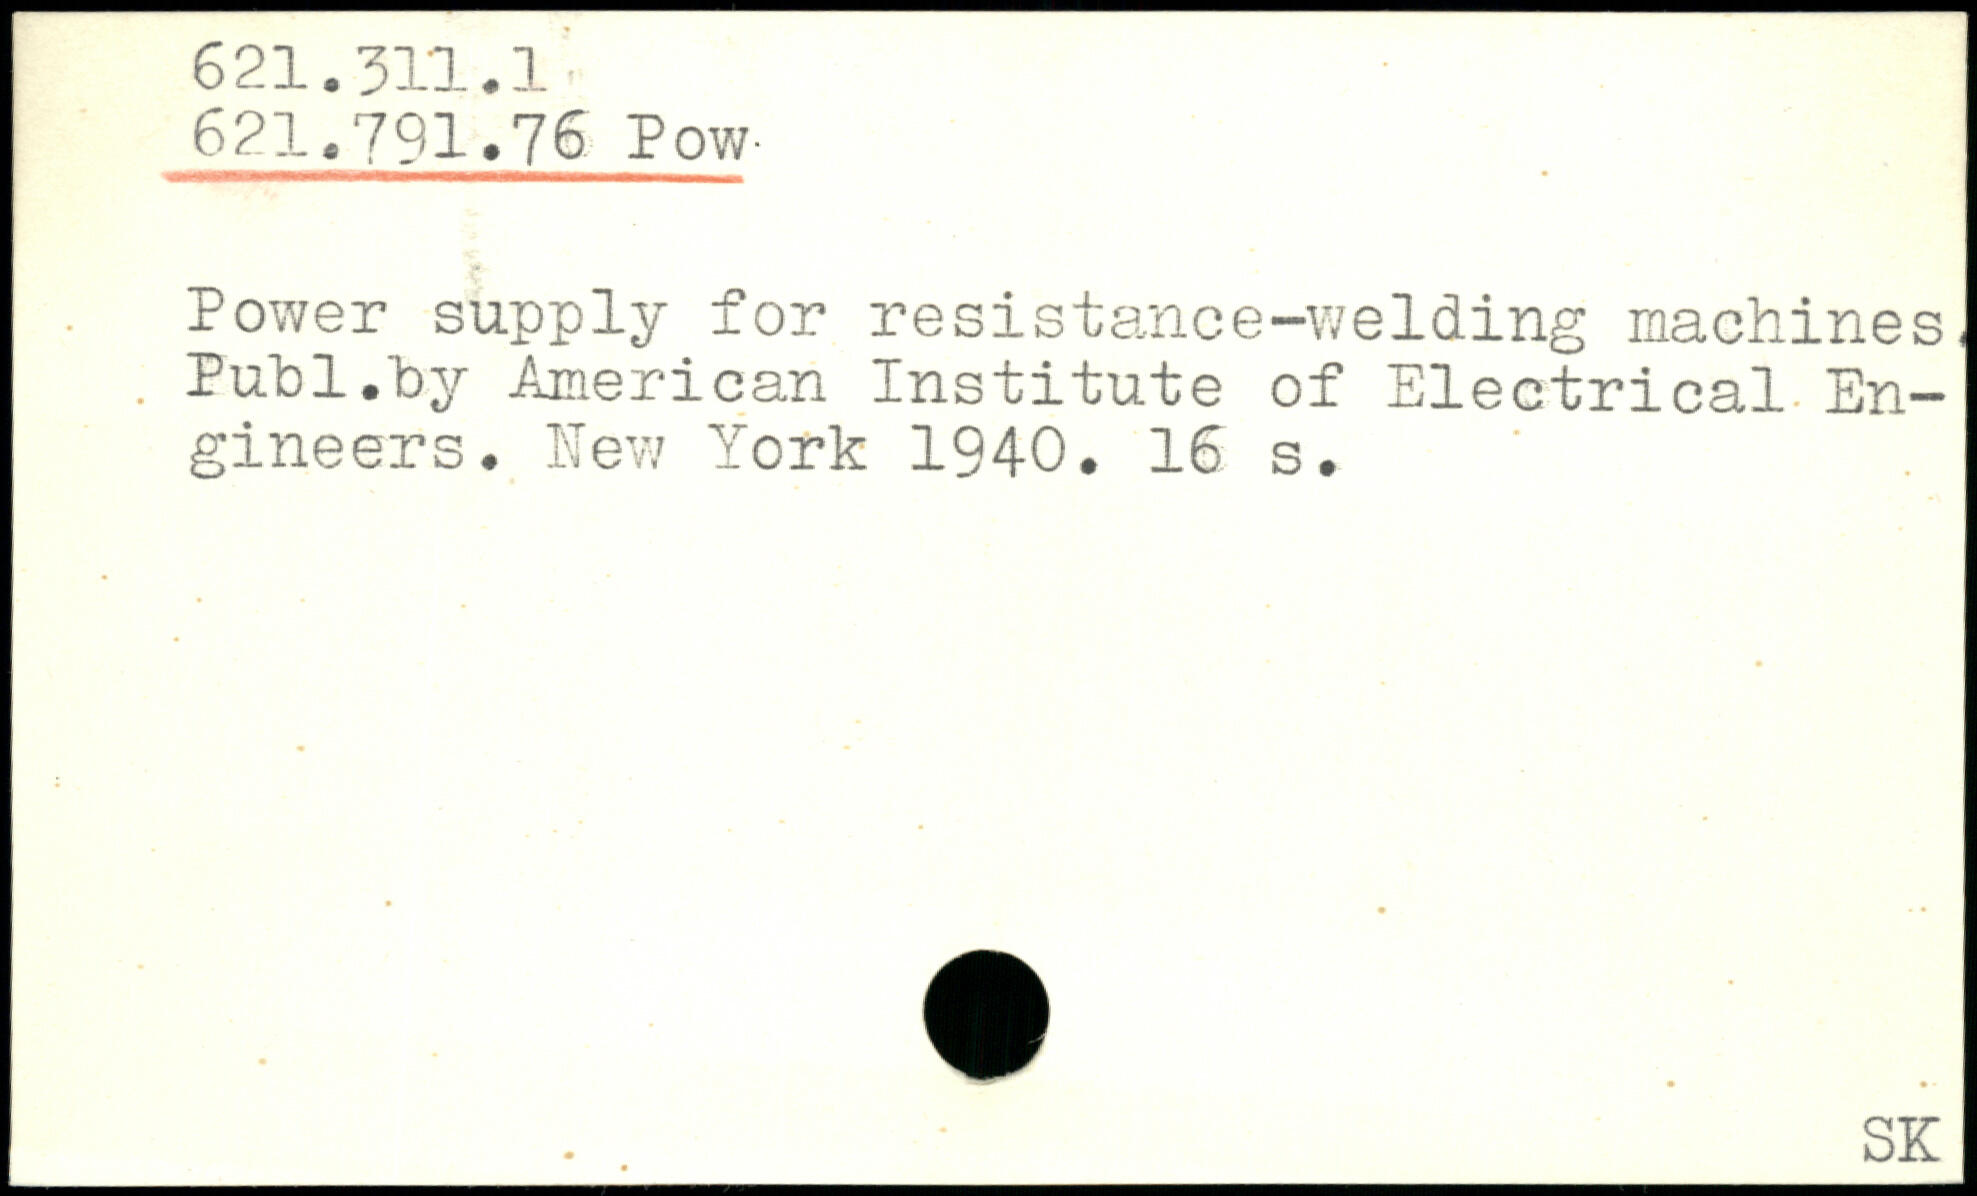 621.311.1
621.791.76 Pow
Power supply for resistance-welding machines.
Publ.by American Institute of Electrical En-
gineers. New York 1940. 16 s.
SK